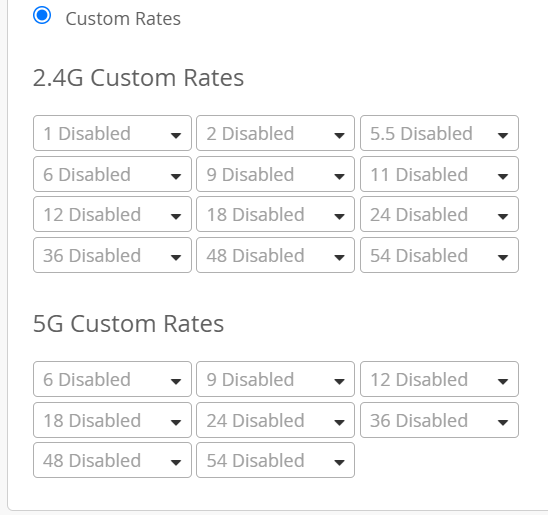 Custom Rates
2.4G Custom Rates
1 Disabled 2 Disabled 5.5 Disabled
6 Disabled 9 Disabled 11 Disabled
12 Disabled 18 Disabled 24 Disabled
36 Disabled 48 Disabled 54 Disabled
5G Custom Rates
6 Disabled 9 Disabled 12 Disabled
18 Disabled 24 Disabled 36 Disabled
48 Disabled 54 Disabled